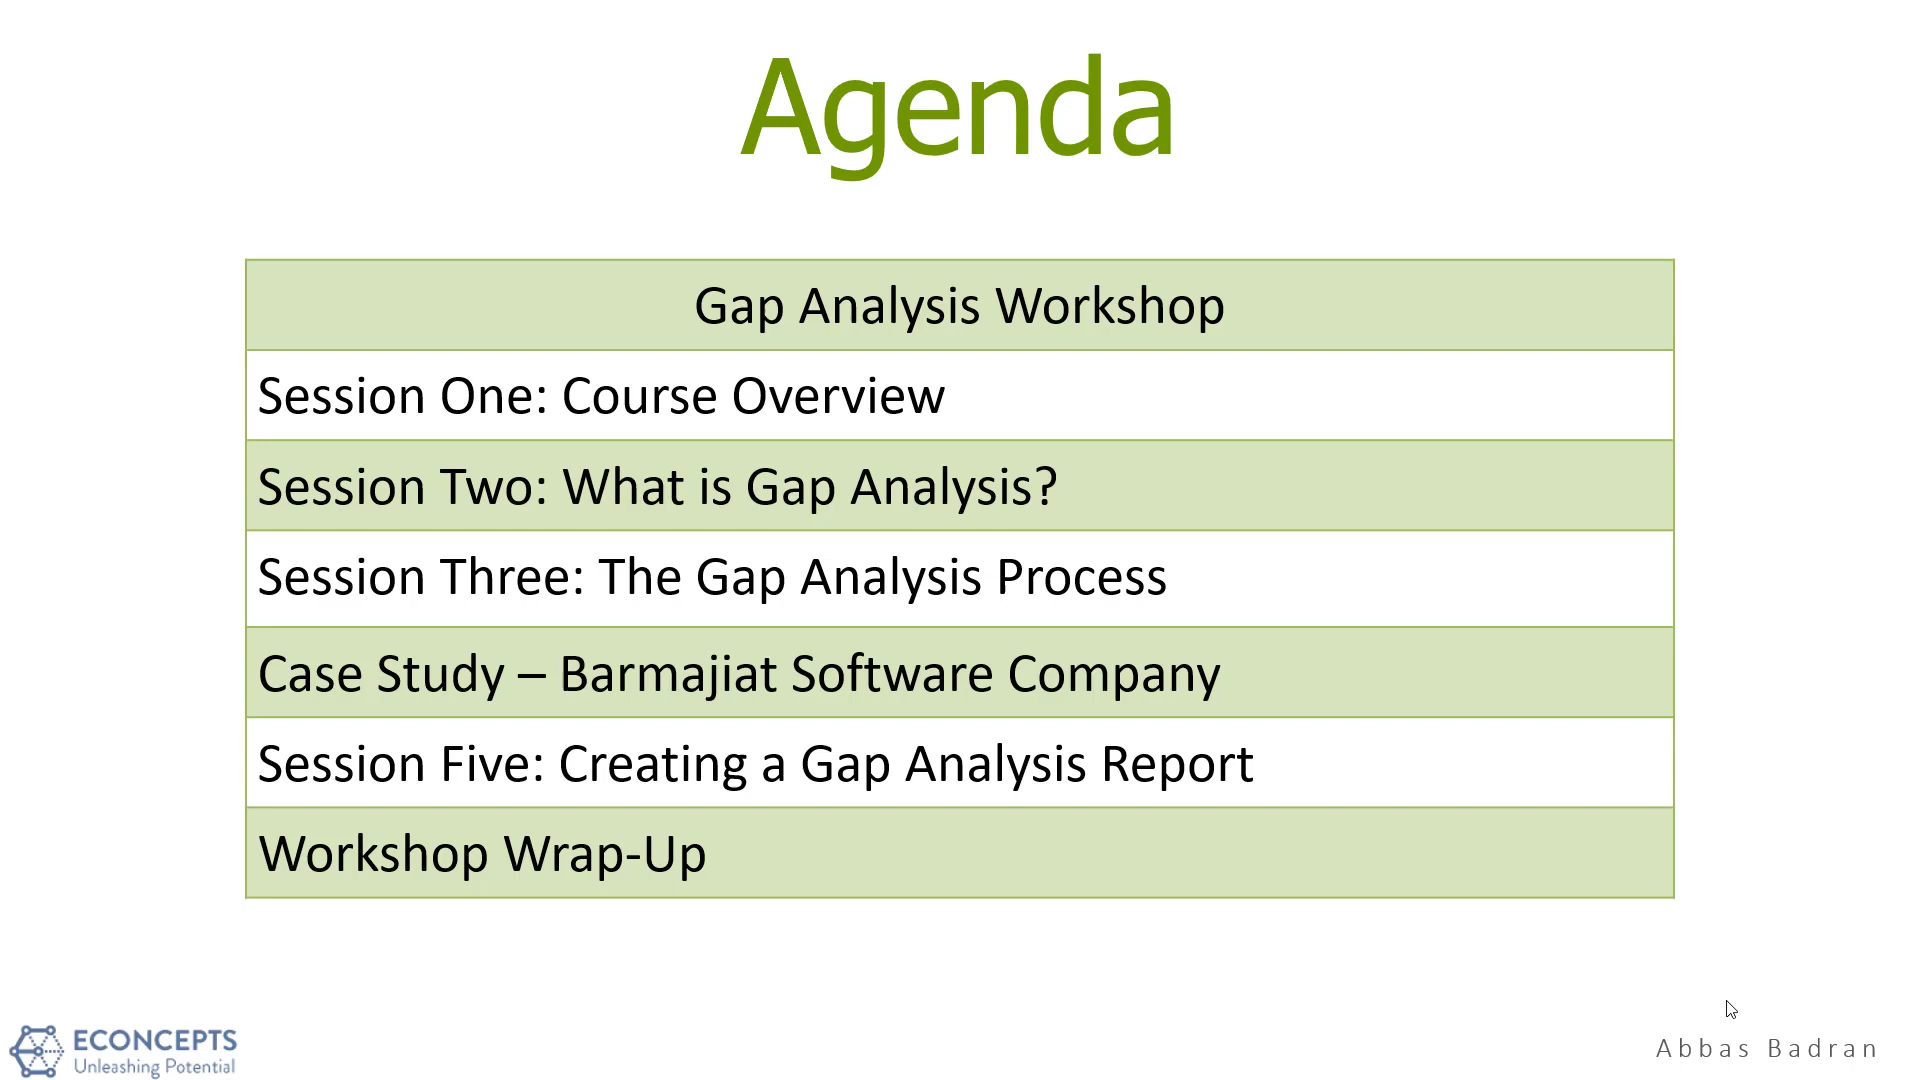 Agenda
Gap Analysis Workshop
Session One: Course Overview
Session Two: What is Gap Analysis?
Session Three: The Gap Analysis Process
Case Study – Barmajiat Software Company
Session Five: Creating a Gap Analysis Report
Workshop Wrap-Up
ECONCEPTS
Unleashing Potential
Abbas Badran